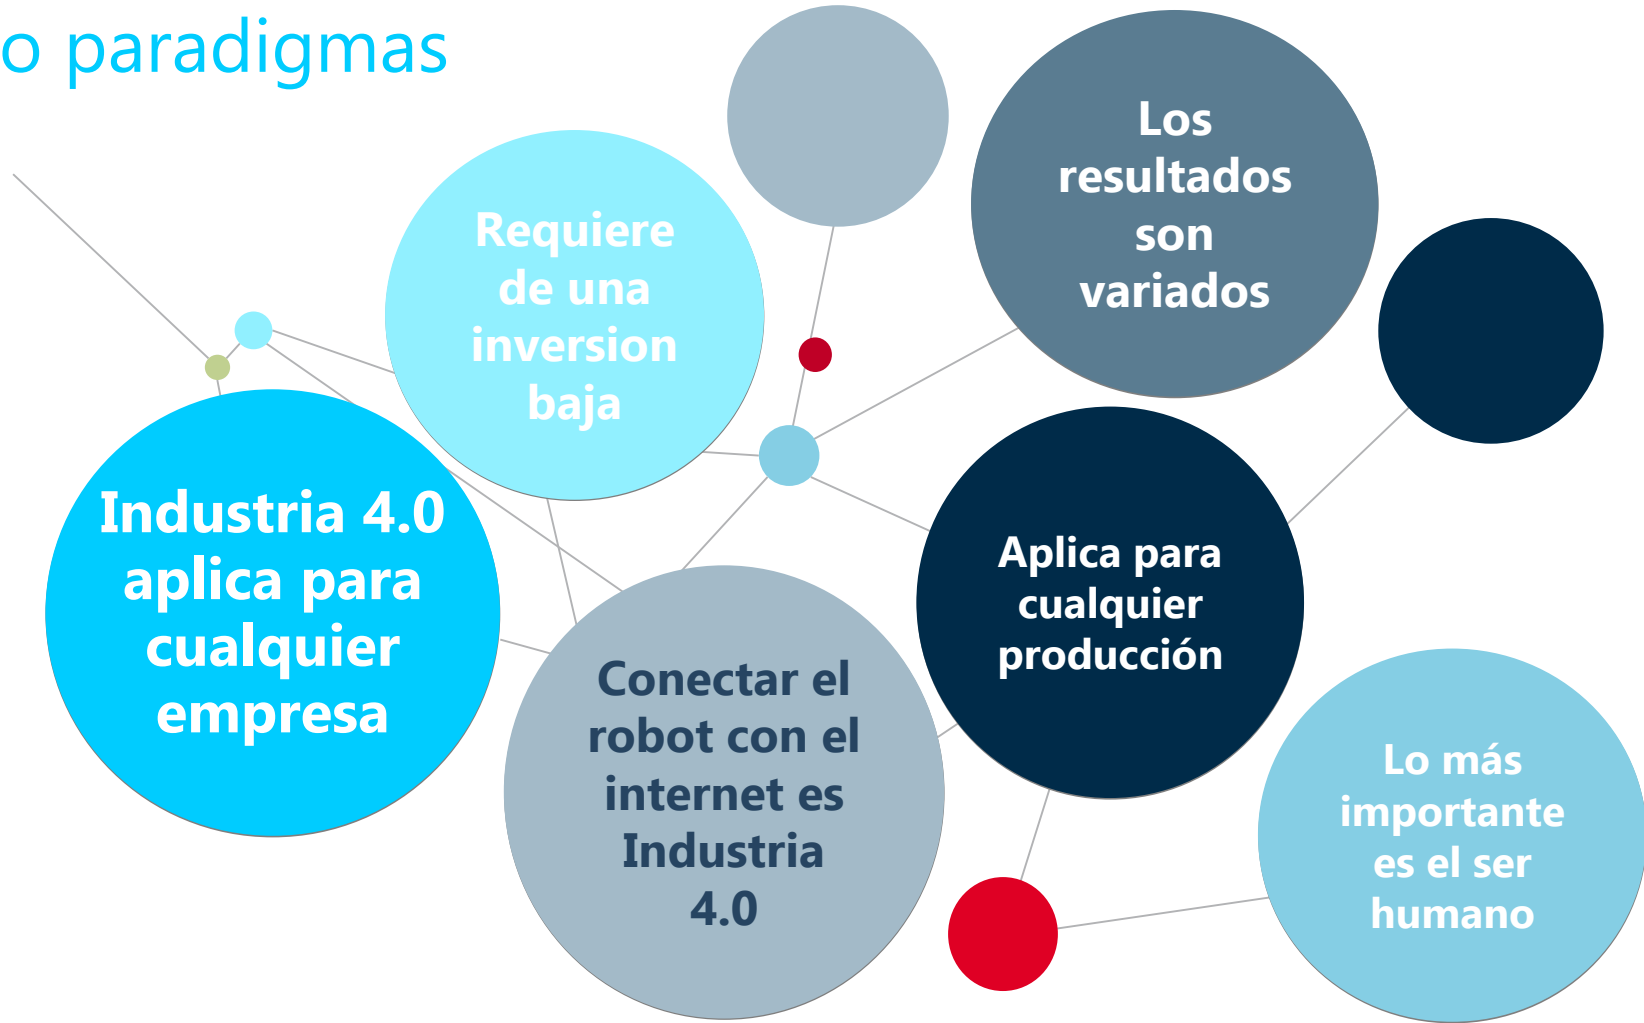 o paradigmas
Los
resultados
son
variados
Requiere
de una
inversion
baja
Industria 4.0
aplica para
cualquier
empresa
Aplica para
cualquier
producción
Conectar el
robot con el
internet es
Industria
4.0
Lo más
importante
es el ser
humano